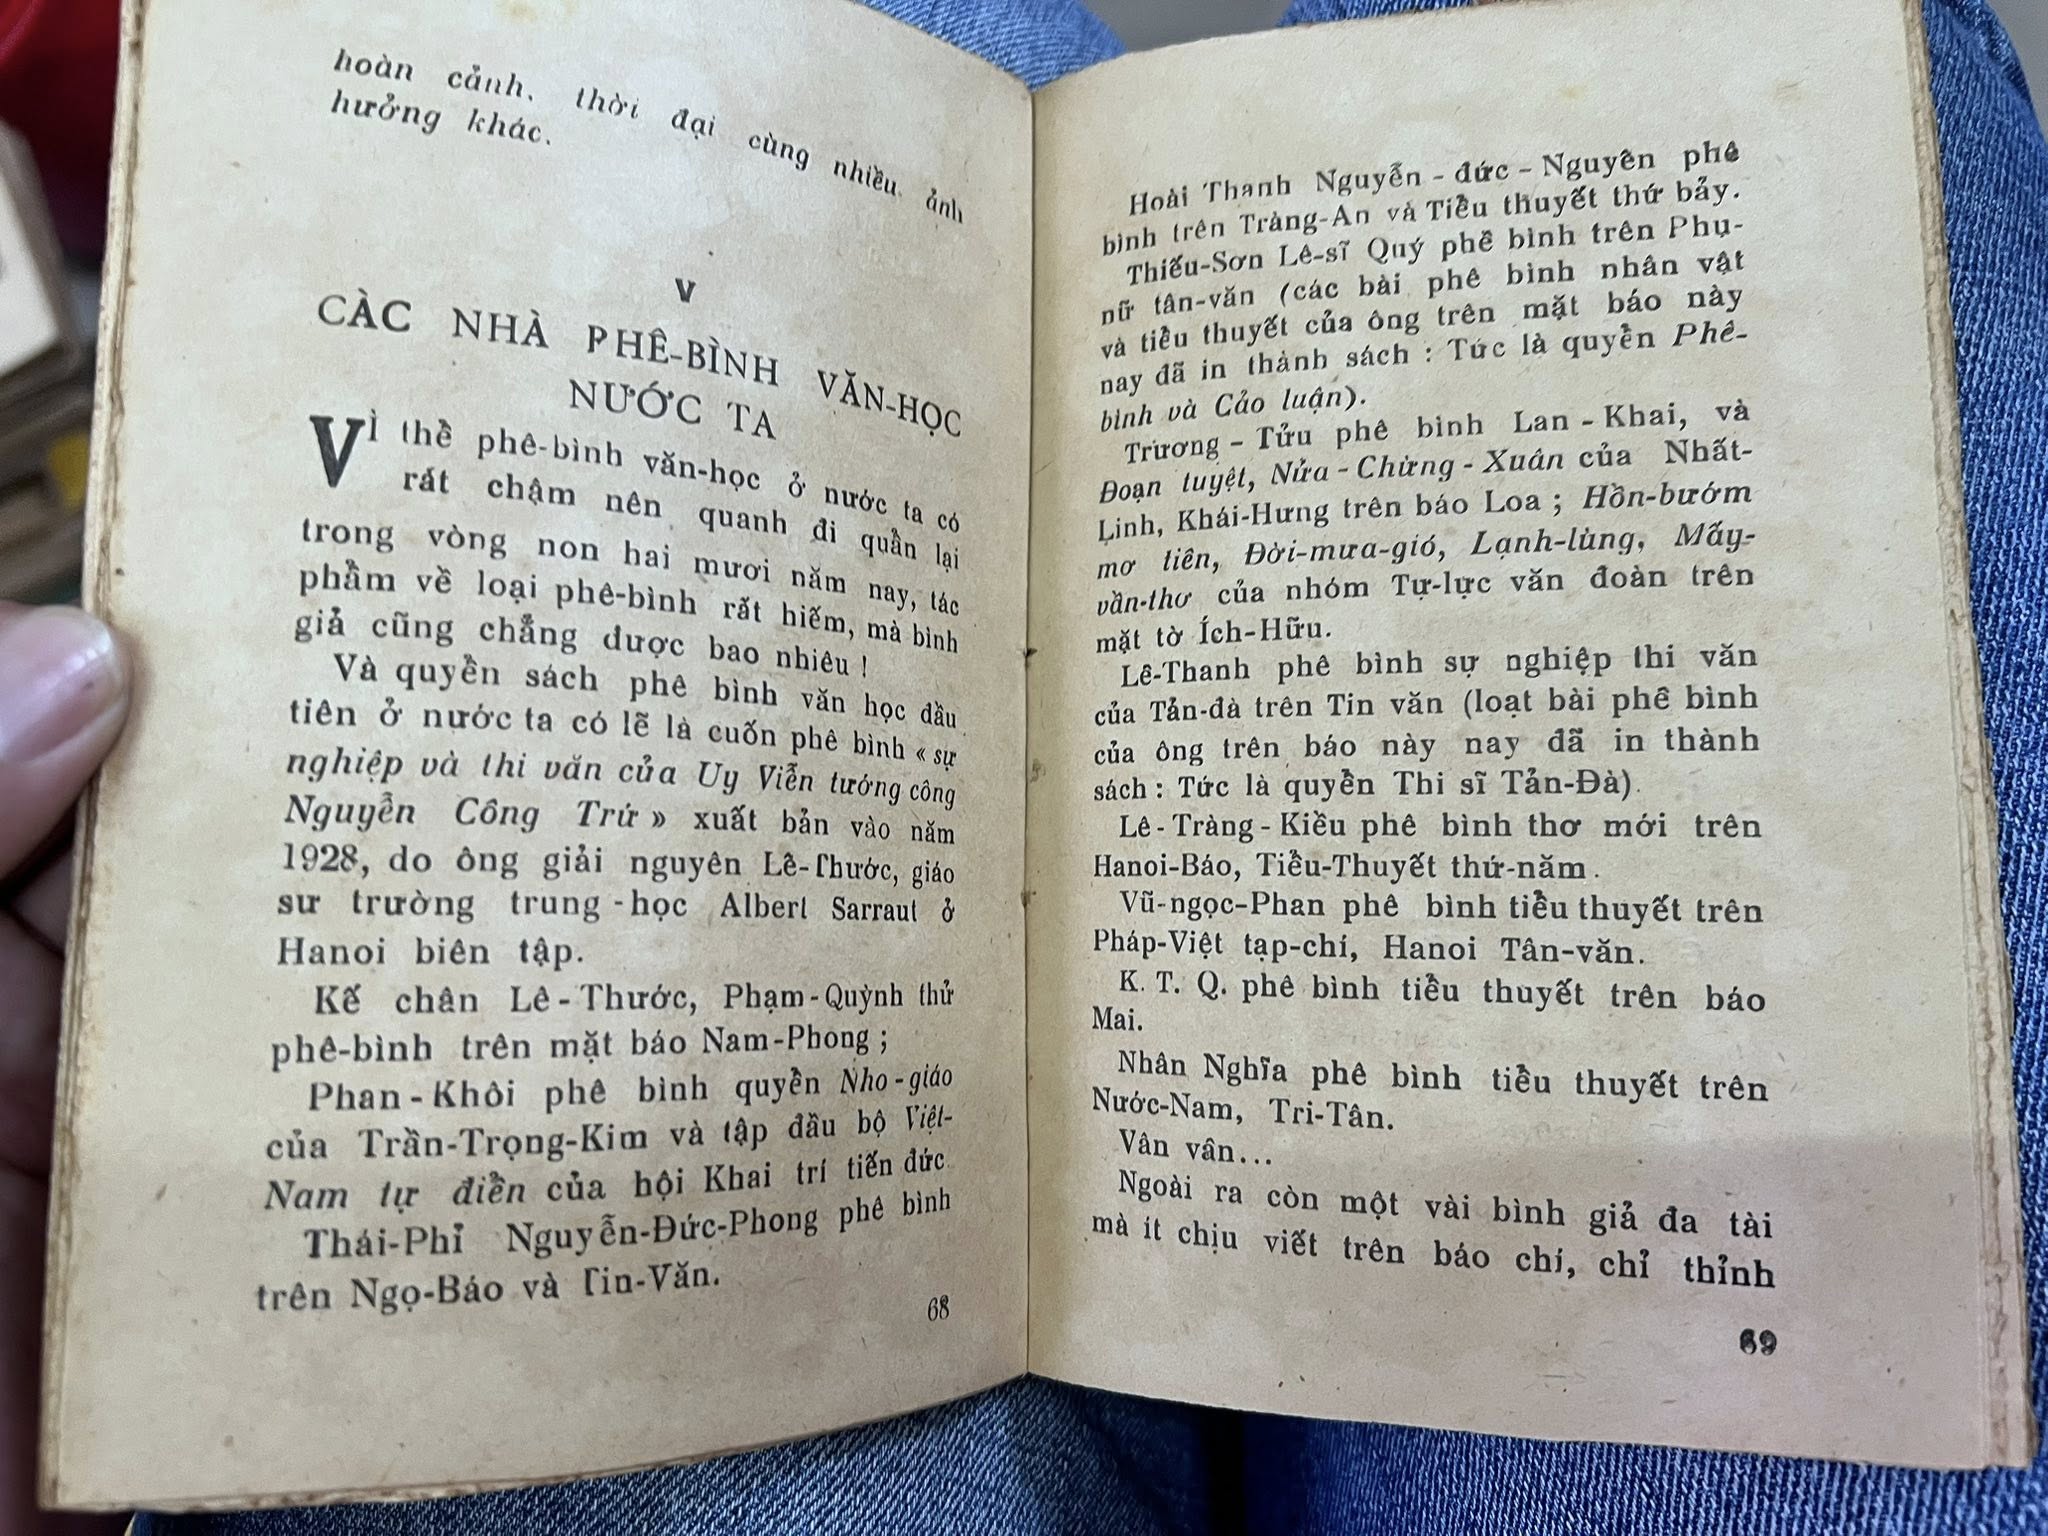 hoàn cảnh. thời đại cùng nhiều ảnh
hưởng khác.
V
CÀC NHÀ PHÊ-BÌNH VĂN-HỌC
NƯỚC TA
VÌ thể phê-bình văn-học ở nước ta có
rất chậm nên quanh đi quẩn lại
trong vòng non hai mươi năm nay, tác
phẩm về loại phê-bình rất hiếm, mà bình
giả cũng chẳng được bao nhiêu !
Và quyền sách phê bình văn học đầu
tiên ở nước ta có lẽ là cuốn phê bình « sự
nghiệp và thi văn của Uy Viễn tướng công
Nguyễn Công Trứ » xuất bản vào năm
1928, do ông giải nguyên Lê-Thước, giáo
sư trường trung-học Albert Sarraut ở
Hanoi biên tập.
Kế chân Lê-Thước, Phạm-Quỳnh thử
phê-bình trên mặt báo Nam-Phong ;
Phan-Khôi phê bình quyền Nho-giáo
của Trần-Trọng-Kim và tập đầu bộ Việt-
Nam tự điển của hội Khai trí tiến đức
Thái-Phỉ Nguyễn-Đức-Phong phê bình
trên Ngọ-Báo và Tin-Văn.
68
Hoài Thanh Nguyễn-đức-Nguyên phê
bình trên Tràng-An và Tiểu thuyết thứ bảy.
Thiếu-Sơn Lê-sĩ Quý phê bình trên Phụ-
nữ tân-văn (các bài phê bình nhân vật
và tiểu thuyết của ông trên mặt báo này
nay đã in thành sách : Tức là quyền Phê-
bình và Cảo luận).
Trương-Tửu phê bình Lan-Khai, và
Đoạn tuyệt, Nửa-Chừng-Xuân của Nhất-
Linh, Khái-Hưng trên báo Loa ; Hồn-bướm
mơ tiên, Đời-mưa-gió, Lạnh-lùng, Mấy-
vần-thơ của nhóm Tự-lực văn đoàn trên
mặt tờ Ích-Hữu.
Lê-Thanh phê bình sự nghiệp thi văn
của Tản-đà trên Tin văn (loạt bài phê bình
của ông trên báo này nay đã in thành
sách : Tức là quyền Thi sĩ Tản-Đà).
Lê-Tràng-Kiều phê bình thơ mới trên
Hanoi-Báo, Tiểu-Thuyết thứ-năm.
Vũ-ngọc-Phan phê bình tiểu thuyết trên
Pháp-Việt tạp-chí, Hanoi Tân-văn.
K. T. Q. phê bình tiểu thuyết trên báo
Mai.
Nhân Nghĩa phê bình tiểu thuyết trên
Nước-Nam, Tri-Tân.
Vân vân...
Ngoài ra còn một vài bình giả đa tài
mà ít chịu viết trên báo chí, chỉ thỉnh
69